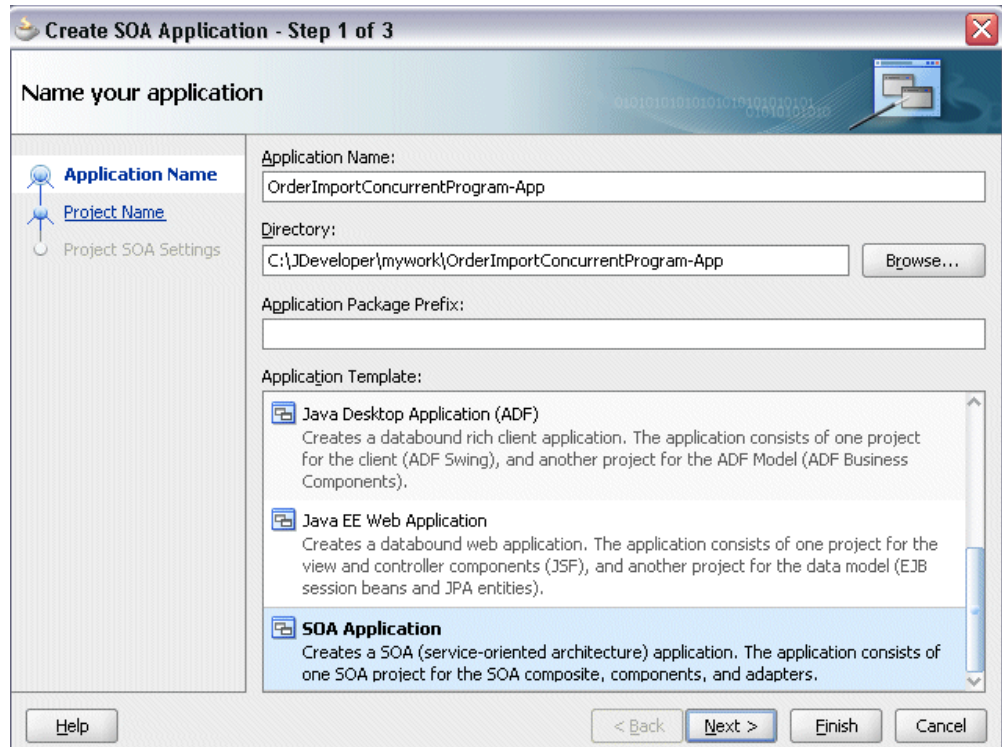 Create SOA Application - Step 1 of 3
Name your application
Application Name
Project Name
Project SOA Settings
Application Name:
OrderImportConcurrentProgram-App
Directory:
C:\JDeveloper\mywork\OrderImportConcurrentProgram-App
Browse...
Application Package Prefix:
Application Template:
Java Desktop Application (ADF)
Creates a databound rich client application. The application consists of one project
for the client (ADF Swing), and another project for the ADF Model (ADF Business
Components).
Java EE Web Application
Creates a databound web application. The application consists of one project for the
view and controller components (JSF), and another project for the data model (EJB
session beans and JPA entities).
SOA Application
Creates a SOA (service-oriented architecture) application. The application consists of
one SOA project for the SOA composite, components, and adapters.
Help
< Back
Next >
Finish
Cancel